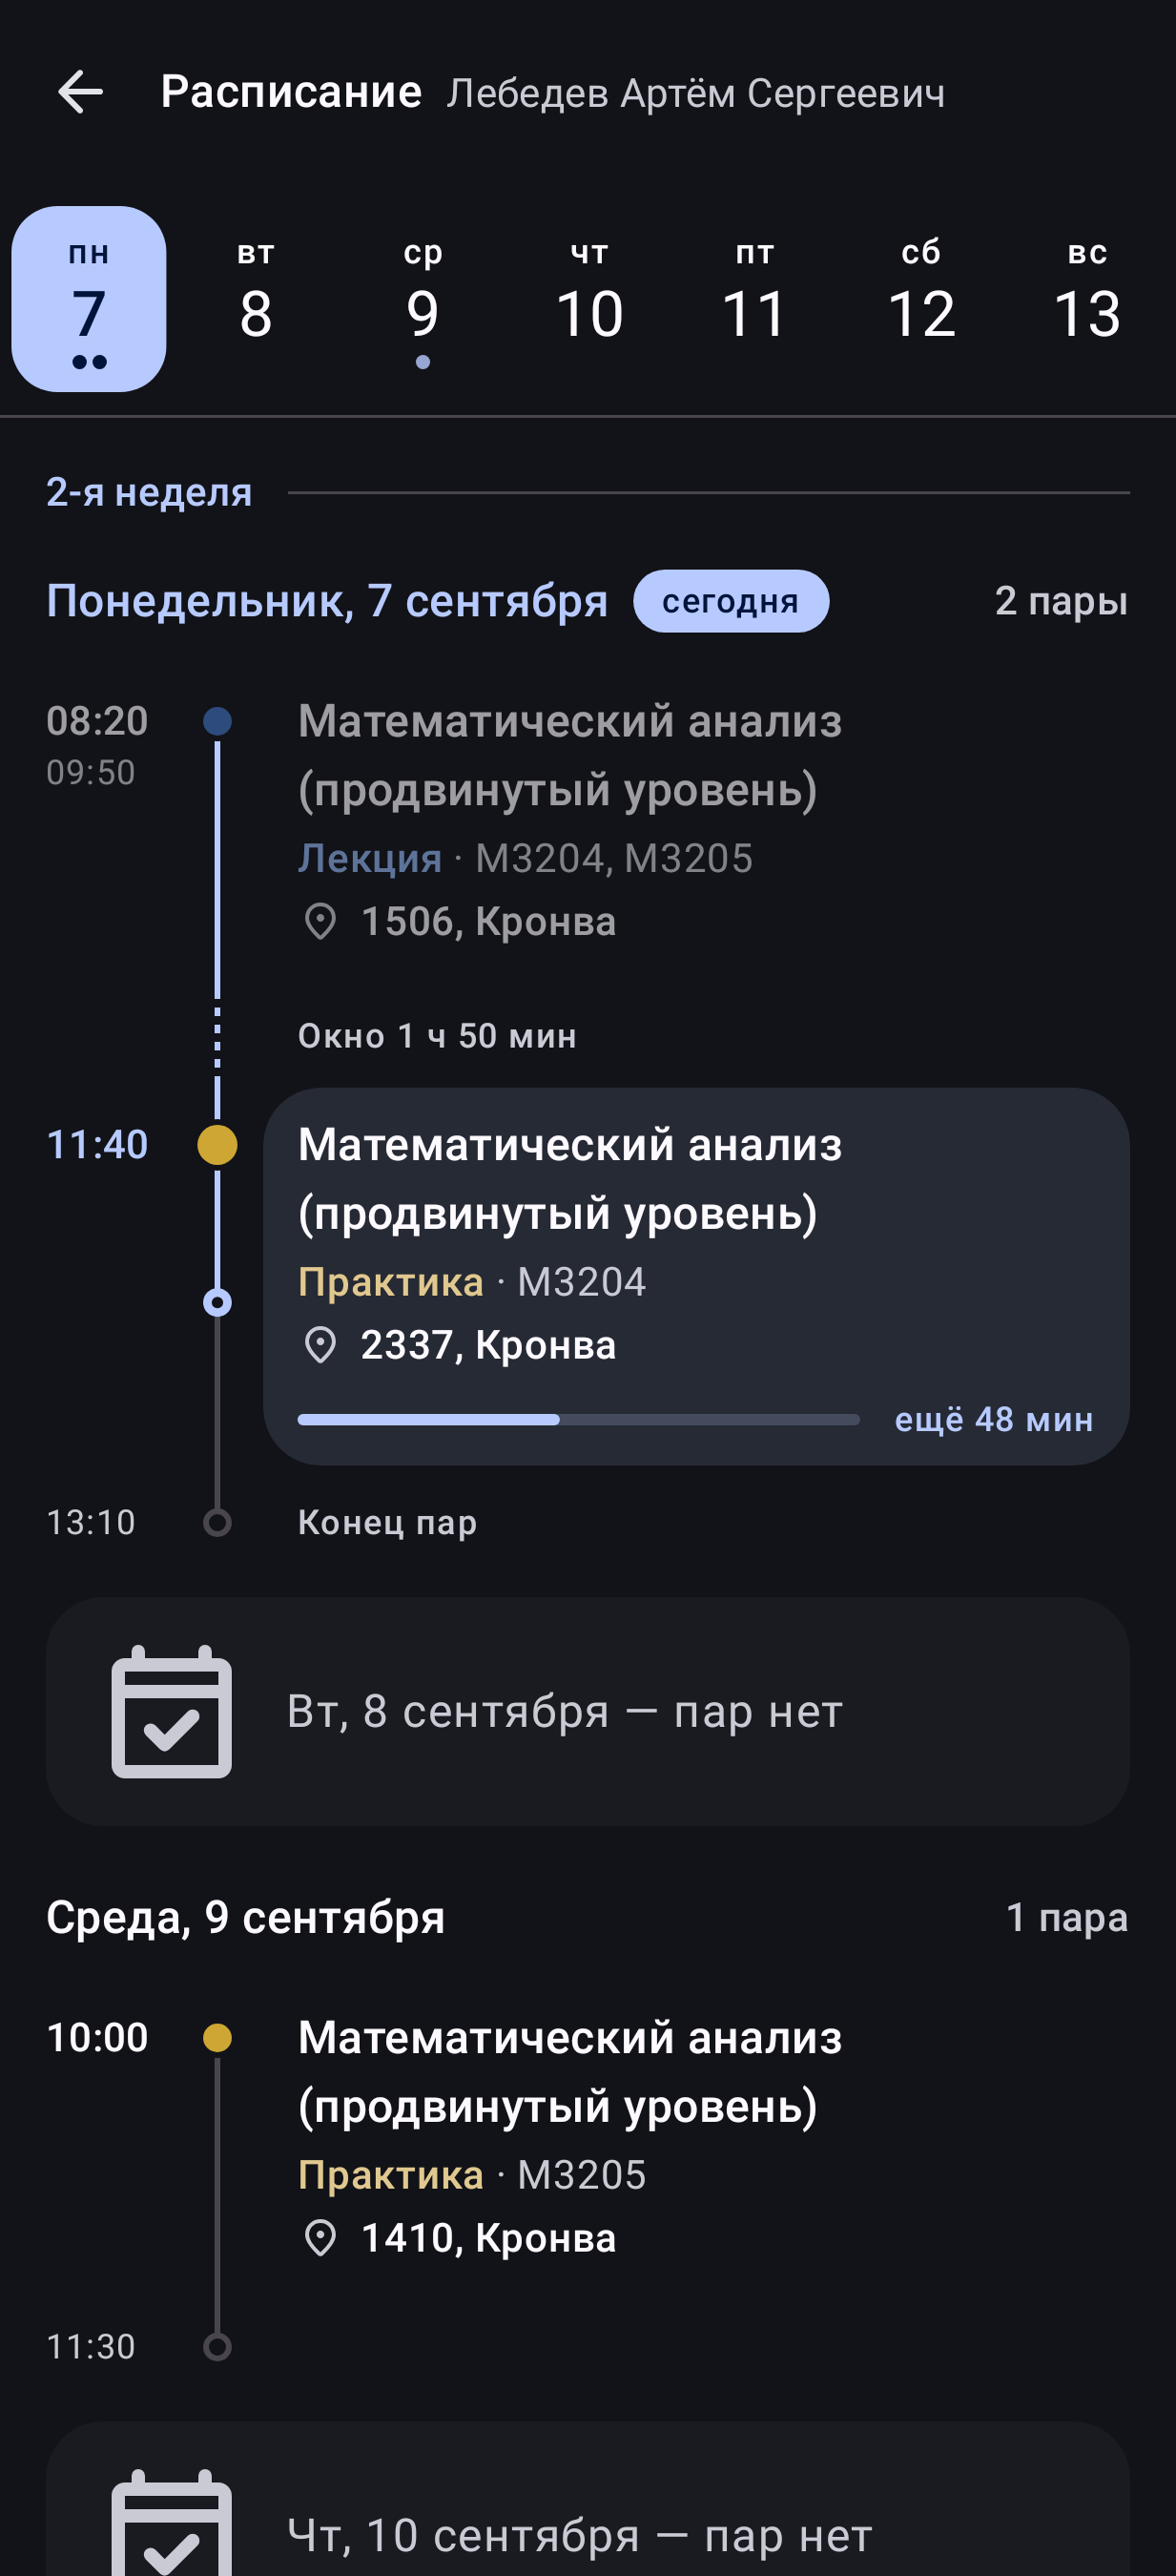 Расписание Лебедев Артём Сергеевич
пн вт ср чт пт сб вс
7 8 9 10 11 12 13
2-я неделя
Понедельник, 7 сентября сегодня 2 пары
08:20 Математический анализ
09:50 (продвинутый уровень)
Лекция · M3204, M3205
1506, Кронва
Окно 1 ч 50 мин
11:40 Математический анализ
(продвинутый уровень)
Практика · M3204
2337, Кронва
ещё 48 мин
13:10 Конец пар
Вт, 8 сентября — пар нет
Среда, 9 сентября 1 пара
10:00 Математический анализ
(продвинутый уровень)
Практика · M3205
1410, Кронва
11:30
Чт, 10 сентября — пар нет